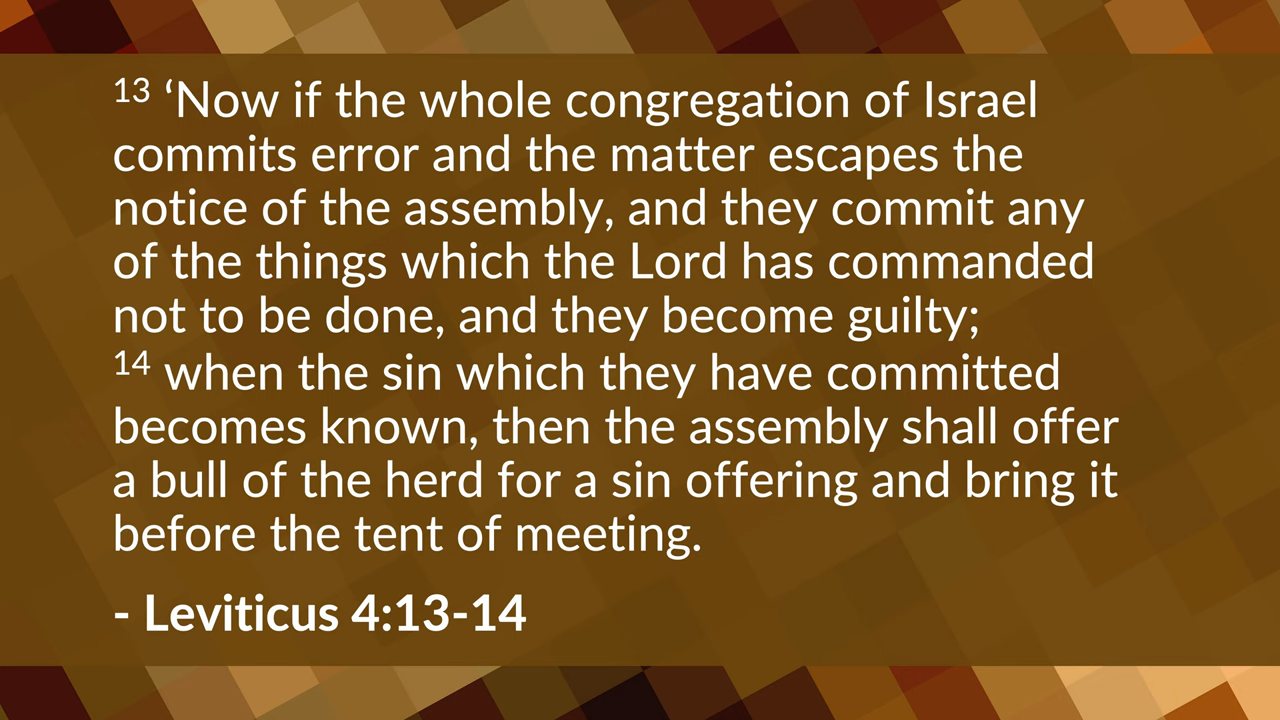 13 ‘Now if the whole congregation of Israel
commits error and the matter escapes the
notice of the assembly, and they commit any
of the things which the Lord has commanded
not to be done, and they become guilty;
14 when the sin which they have committed
becomes known, then the assembly shall offer
a bull of the herd for a sin offering and bring it
before the tent of meeting.
- Leviticus 4:13-14